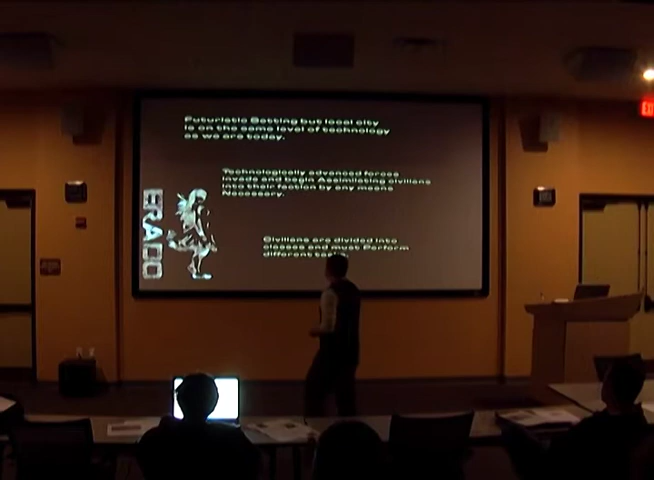 Futuristic Setting but local city
is on the same level of technology
as we are today.
Technologically advanced forces
invade and begin Assimilating civilians
into their faction by any means
Necessary.
ERADO
Civilians are divided into
classes and must Perform
different